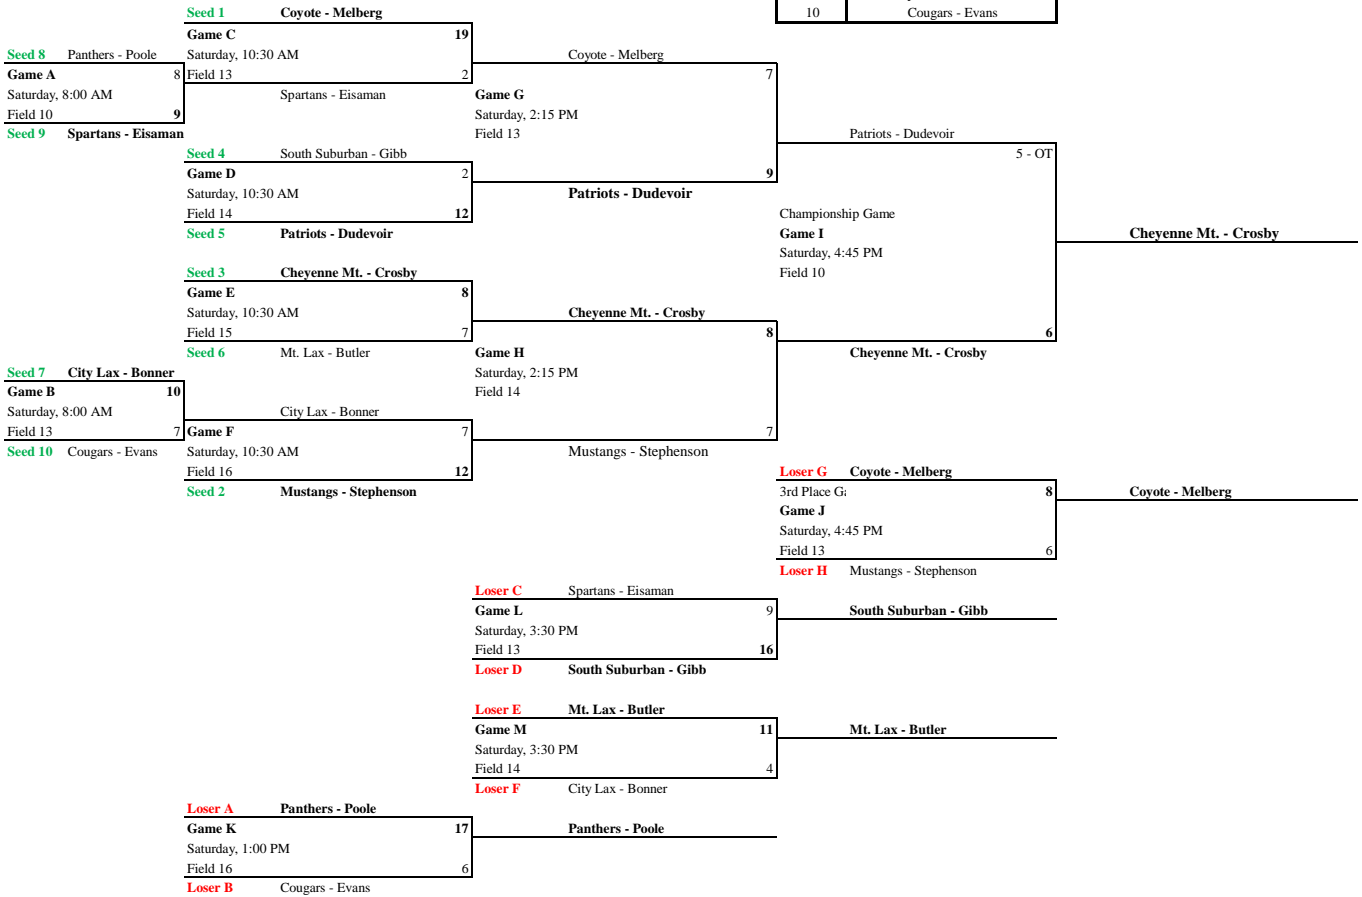 Seed 1 Coyote - Melberg
10 Cougars - Evans
Game C 19
Seed 8 Panthers - Poole Saturday, 10:30 AM Coyote - Melberg
Game A 8 Field 13 2 7
Saturday, 8:00 AM Spartans - Eisaman Game G
Field 10 9 Saturday, 2:15 PM
Seed 9 Spartans - Eisaman Field 13 Patriots - Dudevoir
Seed 4 South Suburban - Gibb 5 - OT
Game D 2 9
Saturday, 10:30 AM Patriots - Dudevoir
Field 14 12 Championship Game
Seed 5 Patriots - Dudevoir Game I Cheyenne Mt. - Crosby
Saturday, 4:45 PM
Seed 3 Cheyenne Mt. - Crosby Field 10
Game E 8
Saturday, 10:30 AM Cheyenne Mt. - Crosby
Field 15 7 8 6
Seed 6 Mt. Lax - Butler Game H Cheyenne Mt. - Crosby
Seed 7 City Lax - Bonner Saturday, 2:15 PM
Game B 10 Field 14
Saturday, 8:00 AM City Lax - Bonner
Field 13 7 Game F 7 7
Seed 10 Cougars - Evans Saturday, 10:30 AM Mustangs - Stephenson
Field 16 12 Loser G Coyote - Melberg
Seed 2 Mustangs - Stephenson 3rd Place 8 Coyote - Melberg
Game J
Saturday, 4:45 PM
Field 13 6
Loser H Mustangs - Stephenson
Loser C Spartans - Eisaman
Game L 9 South Suburban - Gibb
Saturday, 3:30 PM
Field 13 16
Loser D South Suburban - Gibb
Loser E Mt. Lax - Butler
Game M 11 Mt. Lax - Butler
Saturday, 3:30 PM
Field 14 4
Loser F City Lax - Bonner
Loser A Panthers - Poole
Game K 17 Panthers - Poole
Saturday, 1:00 PM
Field 16 6
Loser B Cougars - Evans